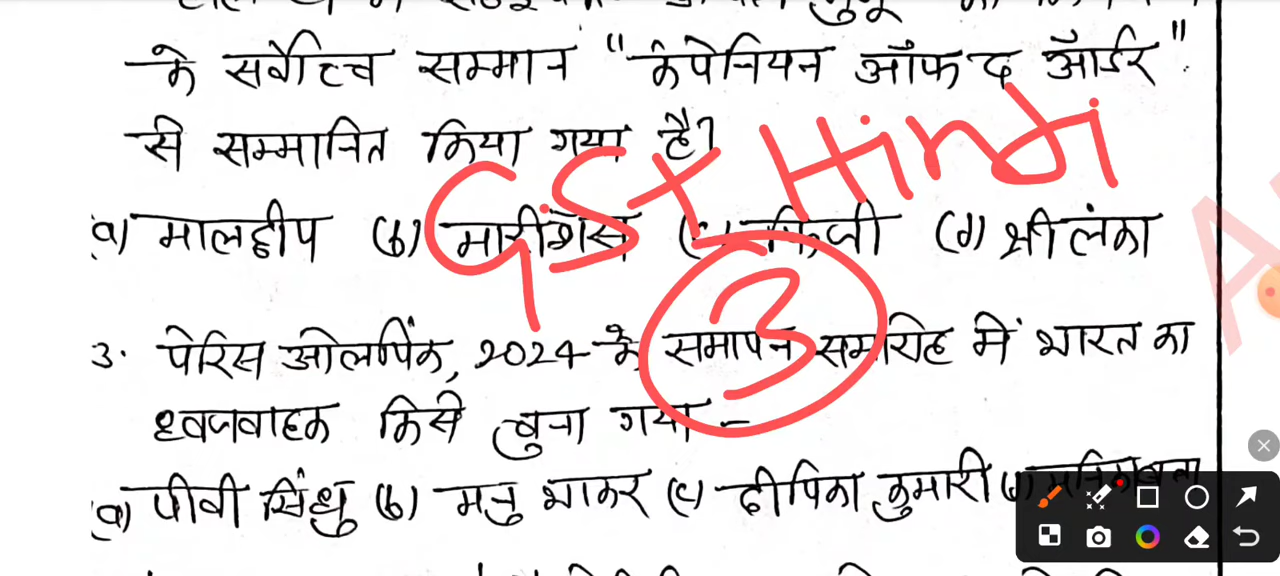 के सर्वोच्च सम्मान "कंपेनियन ऑफ द ऑर्डर"
से सम्मानित किया गया है?
(a) मालद्वीप (b) मारीशस (c) फिजी (d) श्रीलंका
GST Hindi
3
3. पेरिस ओलंपिक, 2024 के समापन समारोह में भारत का
ध्वजवाहक किसे चुना गया -
(a) पीवी सिंधु (b) मनु भाकर (c) दीपिका कुमारी